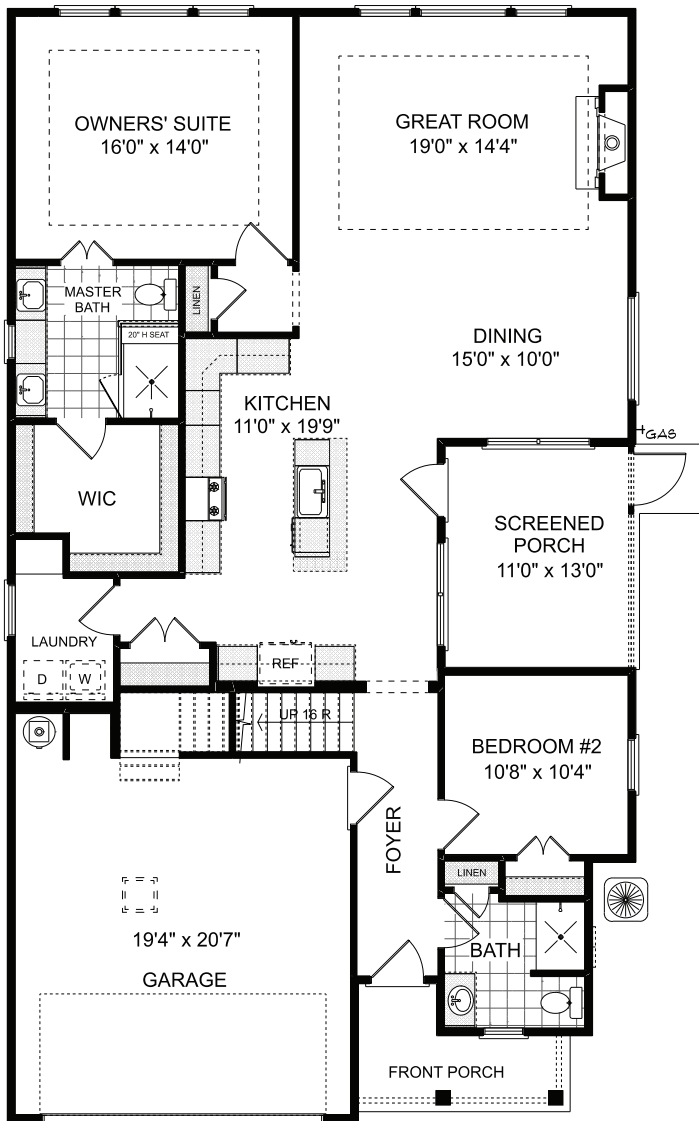 OWNERS' SUITE
16'0" x 14'0"
GREAT ROOM
19'0" x 14'4"
MASTER
BATH
LINEN
20" H SEAT
DINING
15'0" x 10'0"
KITCHEN
11'0" x 19'9"
GAS
WIC
SCREENED
PORCH
11'0" x 13'0"
LAUNDRY
D
W
REF
UP 16 R
BEDROOM #2
10'8" x 10'4"
FOYER
LINEN
BATH
19'4" x 20'7"
GARAGE
FRONT PORCH